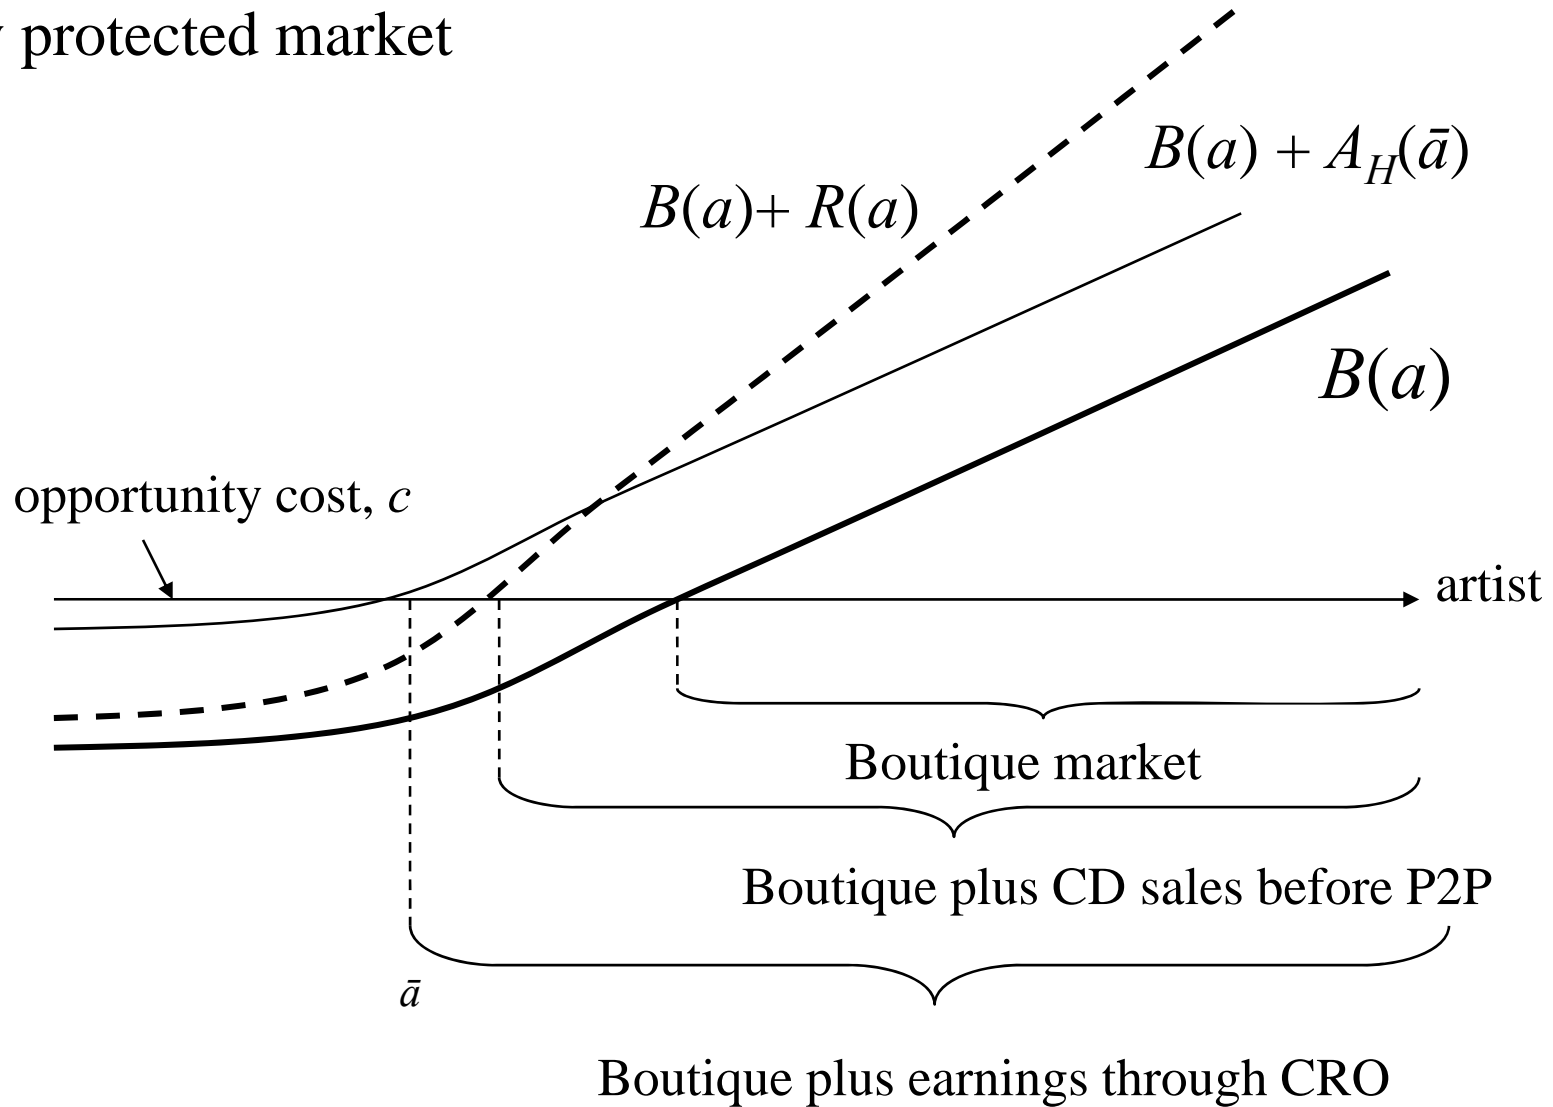 protected market
B(a) + A_H(ā)
B(a)+ R(a)
B(a)
opportunity cost, c
artist
Boutique market
Boutique plus CD sales before P2P
ā
Boutique plus earnings through CRO